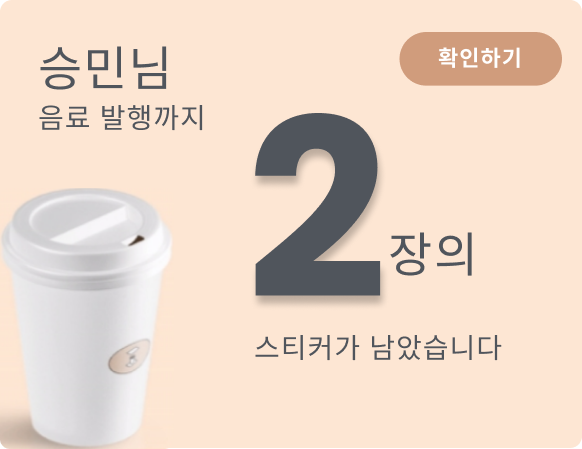 승민님
확인하기
음료 발행까지
2장의
스티커가 남았습니다